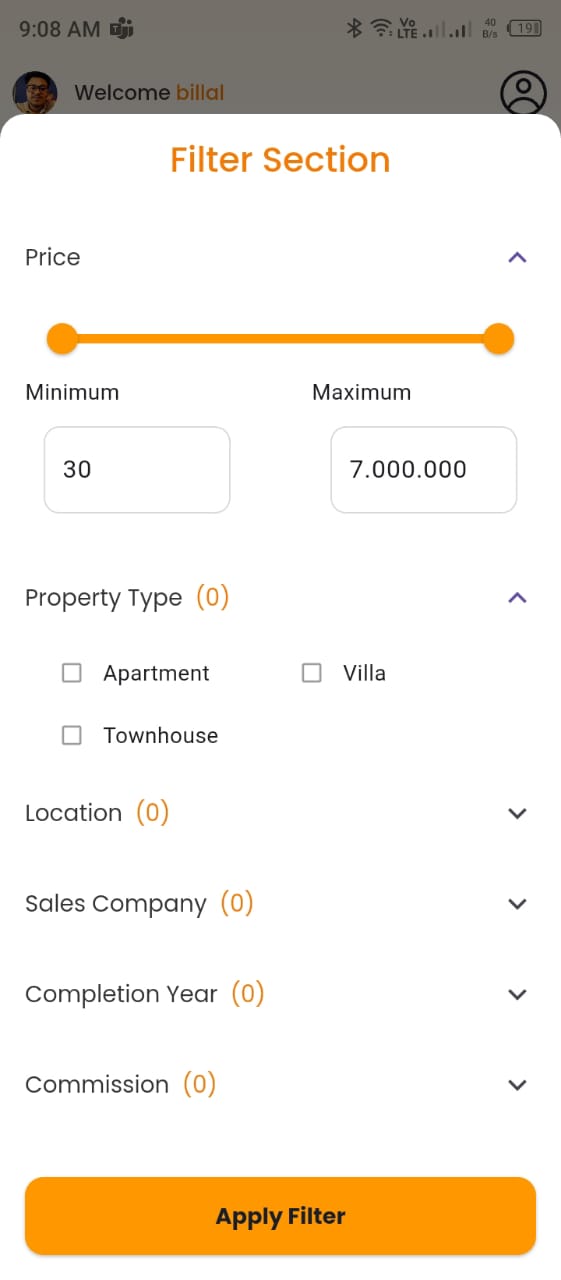 9:08 AM Vo LTE 40 B/s 19
Welcome billal
Filter Section
Price
Minimum Maximum
30 7.000.000
Property Type (0)
Apartment Villa
Townhouse
Location (0)
Sales Company (0)
Completion Year (0)
Commission (0)
Apply Filter